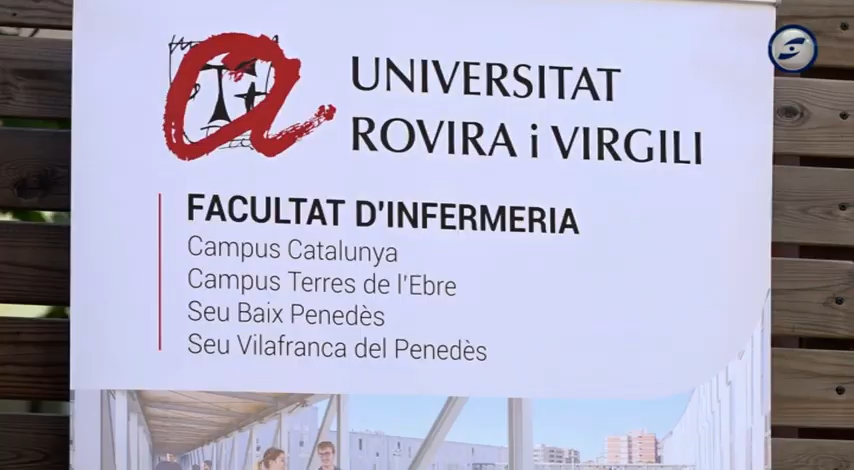 UNIVERSITAT
ROVIRA i VIRGILI
FACULTAT D'INFERMERIA
Campus Catalunya
Campus Terres de l'Ebre
Seu Baix Penedès
Seu Vilafranca del Penedès